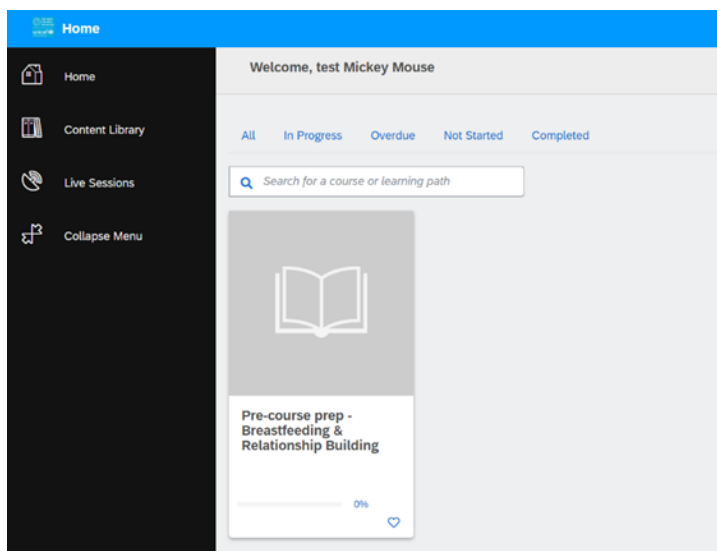 Home
Home
Content Library
Live Sessions
Collapse Menu
Welcome, test Mickey Mouse
All In Progress Overdue Not Started Completed
Search for a course or learning path
Pre-course prep -
Breastfeeding &
Relationship Building
0%